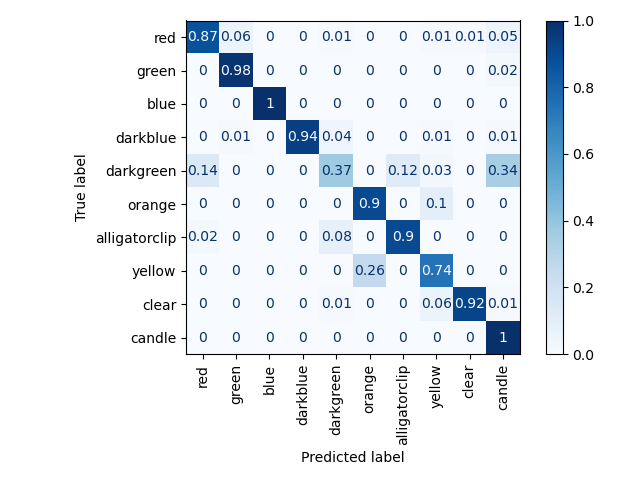 red 0.87 0.06 0 0 0.01 0 0 0.01 0.01 0.05
green 0 0.98 0 0 0 0 0 0 0 0.02
blue 0 0 1 0 0 0 0 0 0 0
darkblue 0 0.01 0 0.94 0.04 0 0 0.01 0 0.01
darkgreen 0.14 0 0 0 0.37 0 0.12 0.03 0 0.34
orange 0 0 0 0 0 0.9 0 0.1 0 0
alligatorclip 0.02 0 0 0 0.08 0 0.9 0 0 0
yellow 0 0 0 0 0 0.26 0 0.74 0 0
clear 0 0 0 0 0.01 0 0 0.06 0.92 0.01
candle 0 0 0 0 0 0 0 0 0 1
red green blue darkblue darkgreen orange alligatorclip yellow clear candle
Predicted label
True label
1.0
0.8
0.6
0.4
0.2
0.0